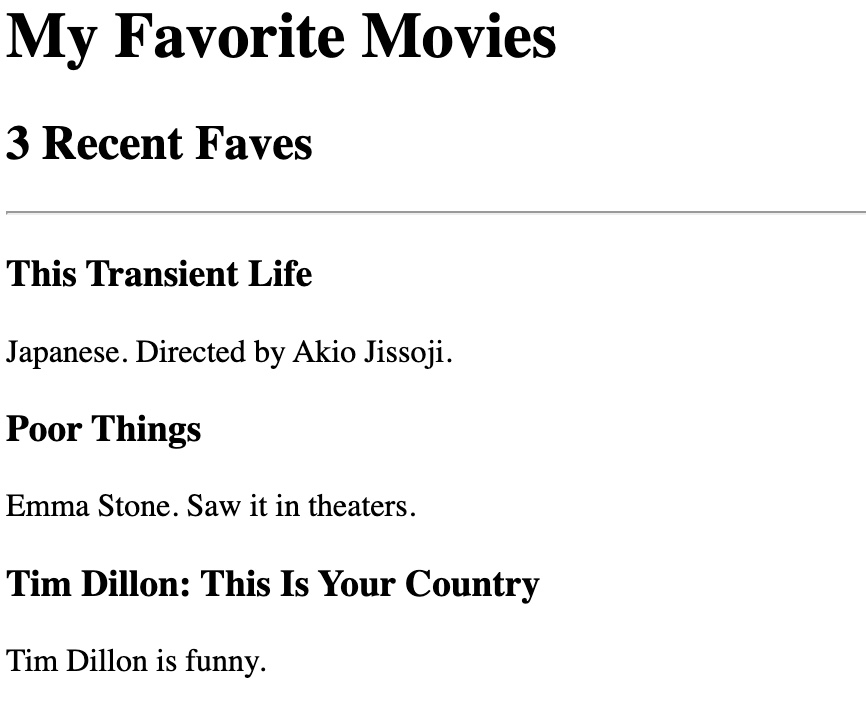 My Favorite Movies
3 Recent Faves
This Transient Life
Japanese. Directed by Akio Jissoji.
Poor Things
Emma Stone. Saw it in theaters.
Tim Dillon: This Is Your Country
Tim Dillon is funny.